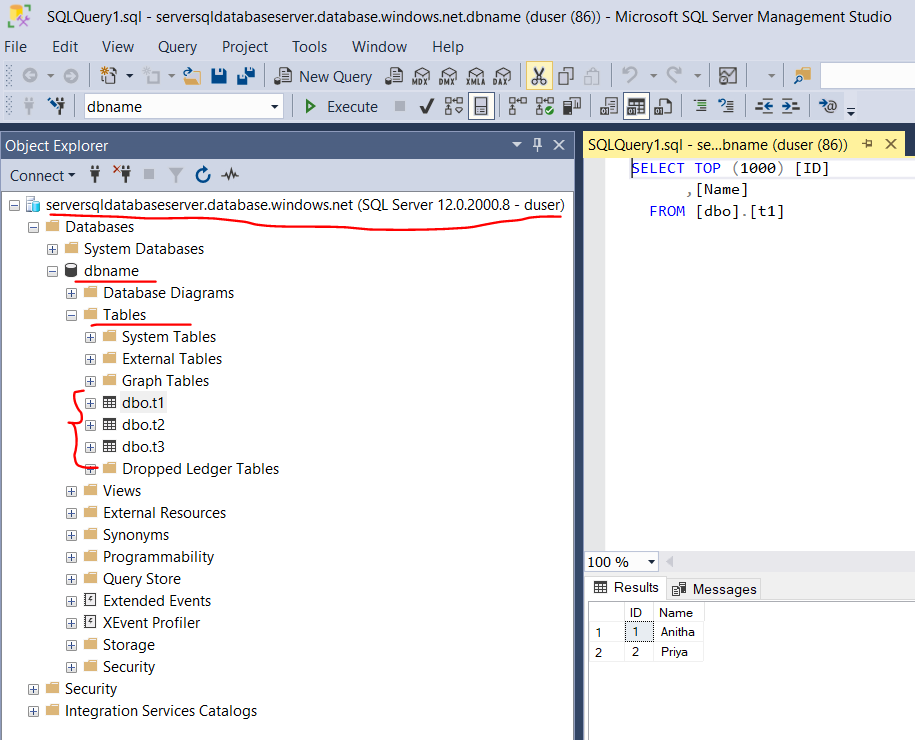 SQLQuery1.sql - serversqldatabaseserver.database.windows.net.dbname (duser (86)) - Microsoft SQL Server Management Studio
File Edit View Query Project Tools Window Help
New Query MDX DMX XMLA DAX
dbname Execute
Object Explorer
Connect
serversqldatabaseserver.database.windows.net (SQL Server 12.0.2000.8 - duser)
Databases
System Databases
dbname
Database Diagrams
Tables
System Tables
External Tables
Graph Tables
dbo.t1
dbo.t2
dbo.t3
Dropped Ledger Tables
Views
External Resources
Synonyms
Programmability
Query Store
Extended Events
XEvent Profiler
Storage
Security
Security
Integration Services Catalogs
SQLQuery1.sql - se...bname (duser (86))
SELECT TOP (1000) [ID]
,[Name]
FROM [dbo].[t1]
100 %
Results Messages
ID Name
1 1 Anitha
2 2 Priya